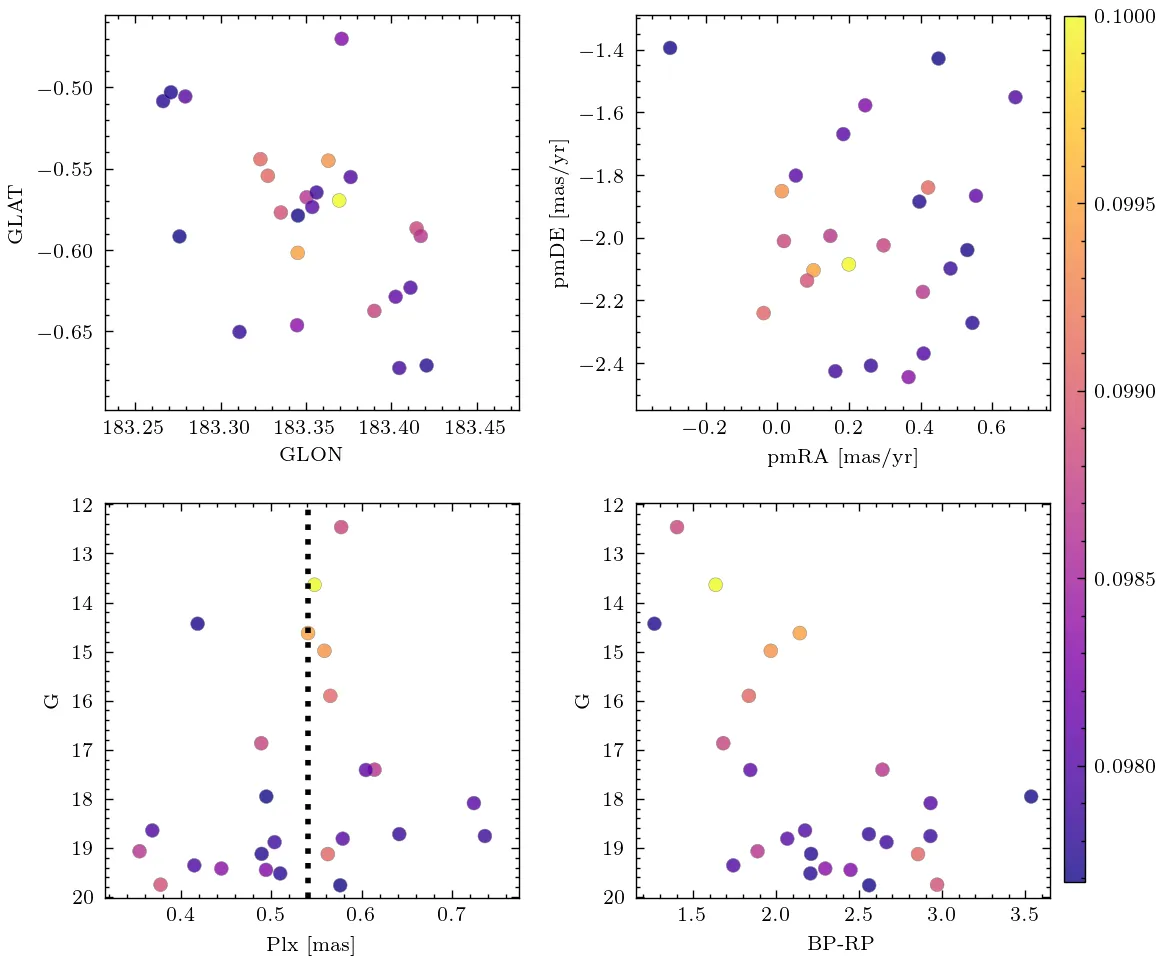 −0.50
−0.55
−0.60
−0.65
GLAT
183.25 183.30 183.35 183.40 183.45
GLON
−1.4
−1.6
−1.8
−2.0
−2.2
−2.4
pmDE [mas/yr]
−0.2 0.0 0.2 0.4 0.6
pmRA [mas/yr]
0.1000
0.0995
0.0990
0.0985
0.0980
12
13
14
15
16
17
18
19
20
G
0.4 0.5 0.6 0.7
Plx [mas]
12
13
14
15
16
17
18
19
20
G
1.5 2.0 2.5 3.0 3.5
BP-RP